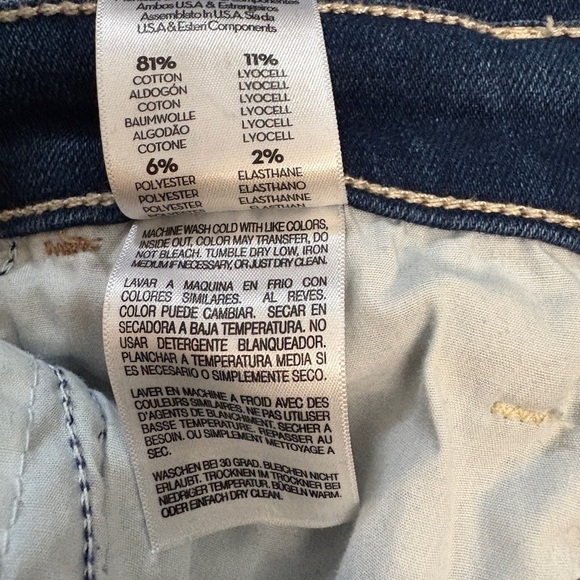 Components
Ambos U.S.A & Estrangeiros
Assemblato In U.S.A, Sia da
U.S.A & Esteri Components
81% 11%
COTTON LYOCELL
ALDOGÓN LYOCELL
COTON LYOCELL
BAUMWOLLE LYOCELL
ALGODÃO LYOCELL
COTONE LYOCELL
6% 2%
POLYESTER ELASTHANE
POLYESTER ELASTHANO
POLYESTER ELASTHANNE
MACHINE WASH COLD WITH LIKE COLORS,
INSIDE OUT, COLOR MAY TRANSFER, DO
NOT BLEACH. TUMBLE DRY LOW, IRON
MEDIUM IF NECESSARY, OR JUST DRY CLEAN.
LAVAR A MAQUINA EN FRIO CON
COLORES SIMILARES. AL REVES.
COLOR PUEDE CAMBIAR. SECAR EN
SECADORA A BAJA TEMPERATURA. NO
USAR DETERGENTE BLANQUEADOR.
PLANCHAR A TEMPERATURA MEDIA SI
ES NECESARIO O SIMPLEMENTE SECO.
LAVER EN MACHINE A FROID AVEC DES
COULEURS SIMILAIRES. NE PAS UTILISER
D'AGENTS DE BLANCHIMENT. SECHER A
BASSE TEMPERATURE. REPASSER AU
BESOIN. OU SIMPLEMENT METTOYAGE A
SEC.
WASCHEN BEI 30 GRAD. BLEICHEN NICHT
ERLAUBT. TROCKNEN IM TROCKNER BEI
NIEDRIGER TEMPERATUR. BÜGELN WARM.
ODER EINFACH DRY CLEAN.